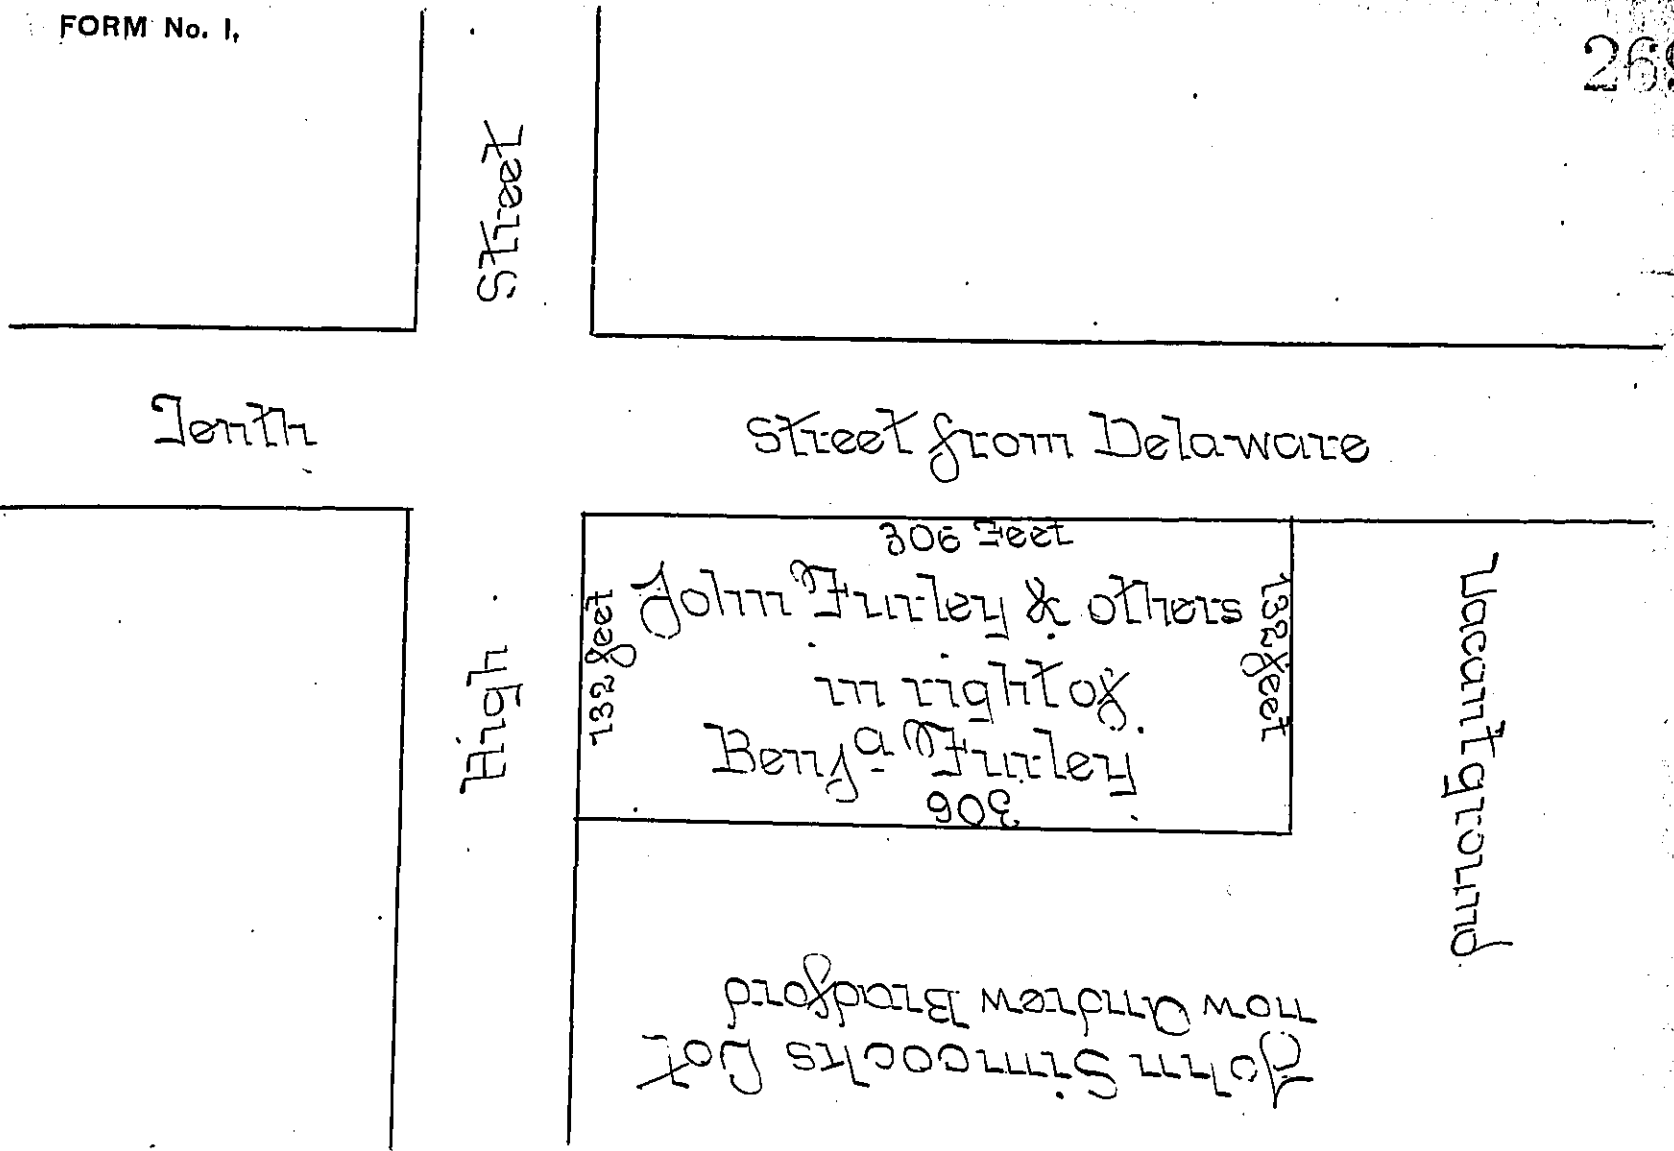 FORM No. 1.
Street
Tenth
Street from Delaware
306 Feet
132 feet
John Furley & others
132 feet
in right of
Benjª Furley
306
High
Vacant ground
John Simcocks Lot
now Andrew Bradford